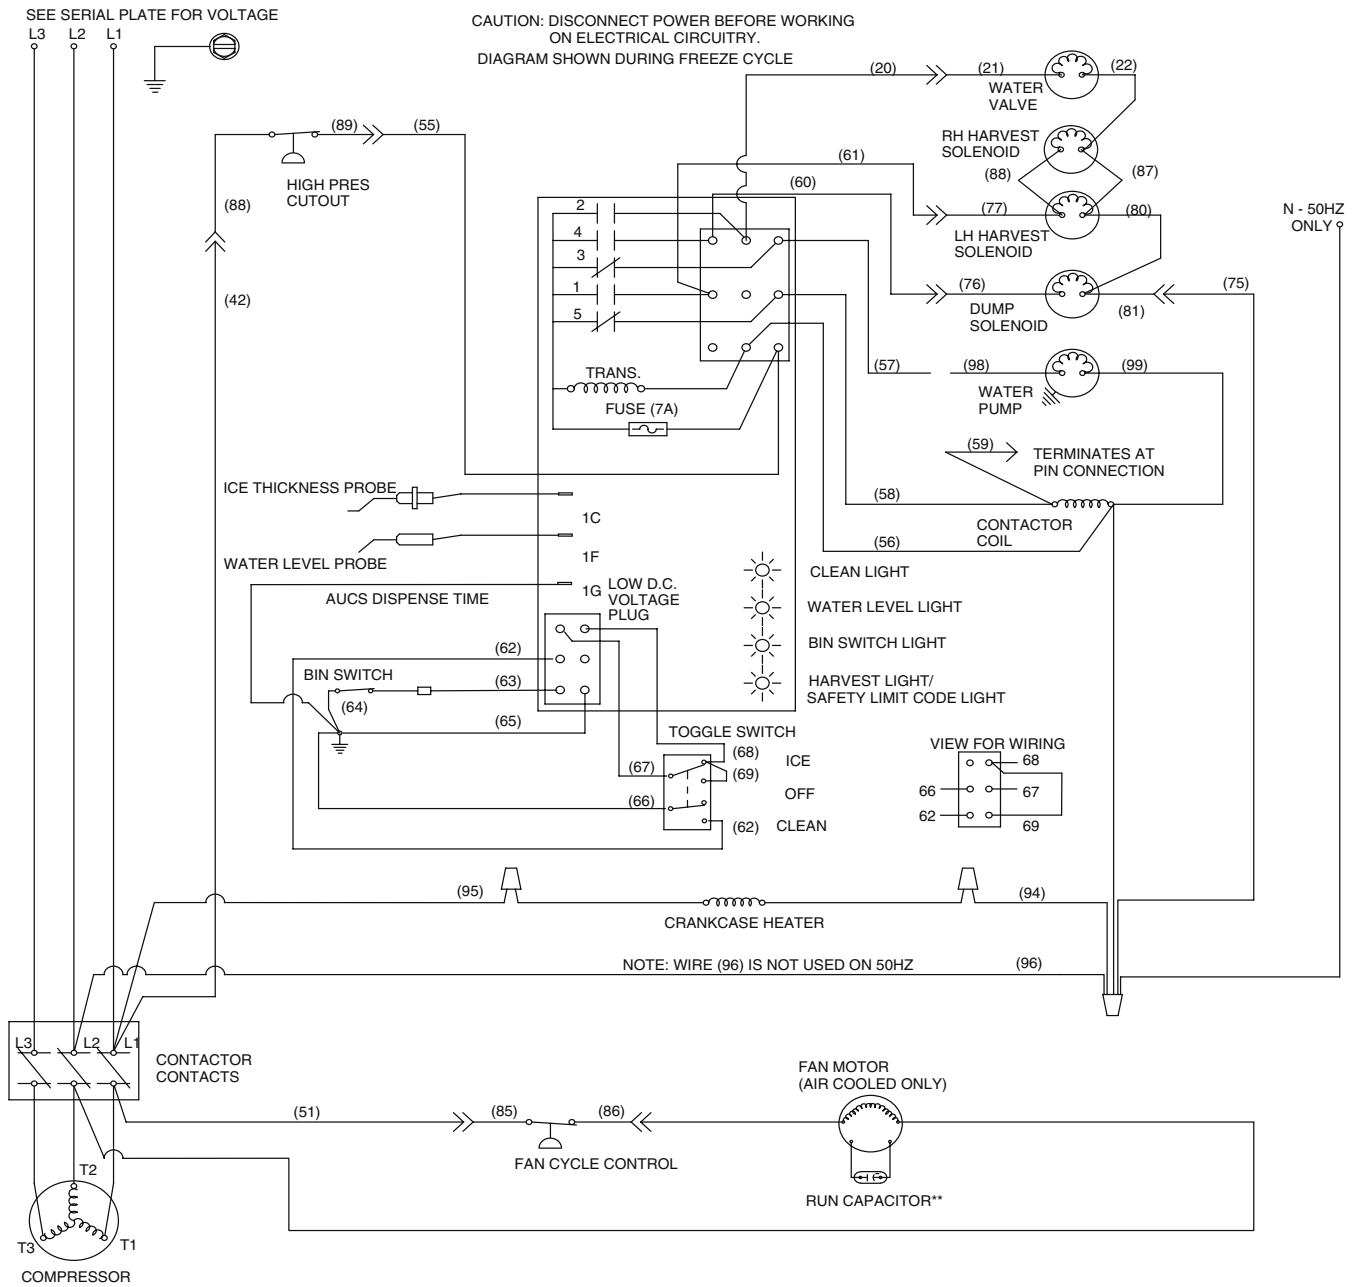 SEE SERIAL PLATE FOR VOLTAGE
L3 L2 L1
CAUTION: DISCONNECT POWER BEFORE WORKING
ON ELECTRICAL CIRCUITRY.
DIAGRAM SHOWN DURING FREEZE CYCLE
(20) (21) (22)
WATER
VALVE
(89) (55)
HIGH PRES
CUTOUT
(88)
(42)
RH HARVEST
SOLENOID
(61)
(88) (87)
(60)
(77) (80)
LH HARVEST
SOLENOID
N - 50HZ
ONLY
2
4
3
1
5
(76) (81) (75)
DUMP
SOLENOID
TRANS.
FUSE (7A)
(57) (98) (99)
WATER
PUMP
(59)
TERMINATES AT
PIN CONNECTION
(58)
CONTACTOR
COIL
(56)
ICE THICKNESS PROBE
1C
WATER LEVEL PROBE
1F
AUCS DISPENSE TIME
1G
LOW D.C.
VOLTAGE
PLUG
CLEAN LIGHT
WATER LEVEL LIGHT
BIN SWITCH LIGHT
HARVEST LIGHT/
SAFETY LIMIT CODE LIGHT
(62)
BIN SWITCH
(63)
(64)
(65)
TOGGLE SWITCH
(68)
ICE
(67) (69)
OFF
(66)
(62) CLEAN
VIEW FOR WIRING
68
66 67
62 69
(95) (94)
CRANKCASE HEATER
NOTE: WIRE (96) IS NOT USED ON 50HZ (96)
L3 L2 L1
CONTACTOR
CONTACTS
FAN MOTOR
(AIR COOLED ONLY)
(51) (85) (86)
FAN CYCLE CONTROL
RUN CAPACITOR**
T2
T3 T1
COMPRESSOR